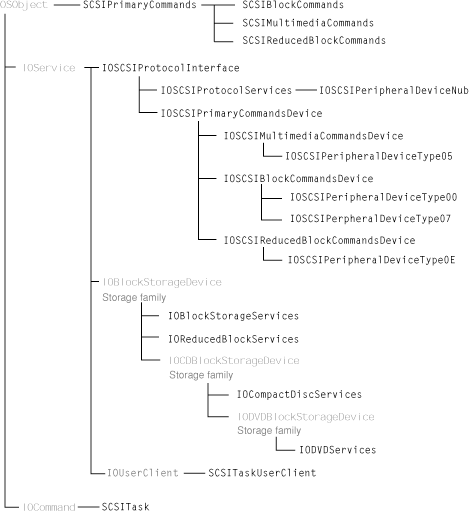 OSObject SCSIPrimaryCommands SCSIBlockCommands
SCSIMultimediaCommands
SCSIReducedBlockCommands
IOService IOSCSIProtocolInterface
IOSCSIProtocolServices IOSCSIPeripheralDeviceNub
IOSCSIPrimaryCommandsDevice
IOSCSIMultimediaCommandsDevice
IOSCSIPeripheralDeviceType05
IOSCSIBlockCommandsDevice
IOSCSIPeripheralDeviceType00
IOSCSIPerpheralDeviceType07
IOSCSIReducedBlockCommandsDevice
IOSCSIPeripheralDeviceType0E
IOBlockStorageDevice
Storage family
IOBlockStorageServices
IOReducedBlockServices
IOCDBlockStorageDevice
Storage family
IOCompactDiscServices
IODVDBlockStorageDevice
Storage family
IODVDServices
IOUserClient SCSITaskUserClient
IOCommand SCSITask